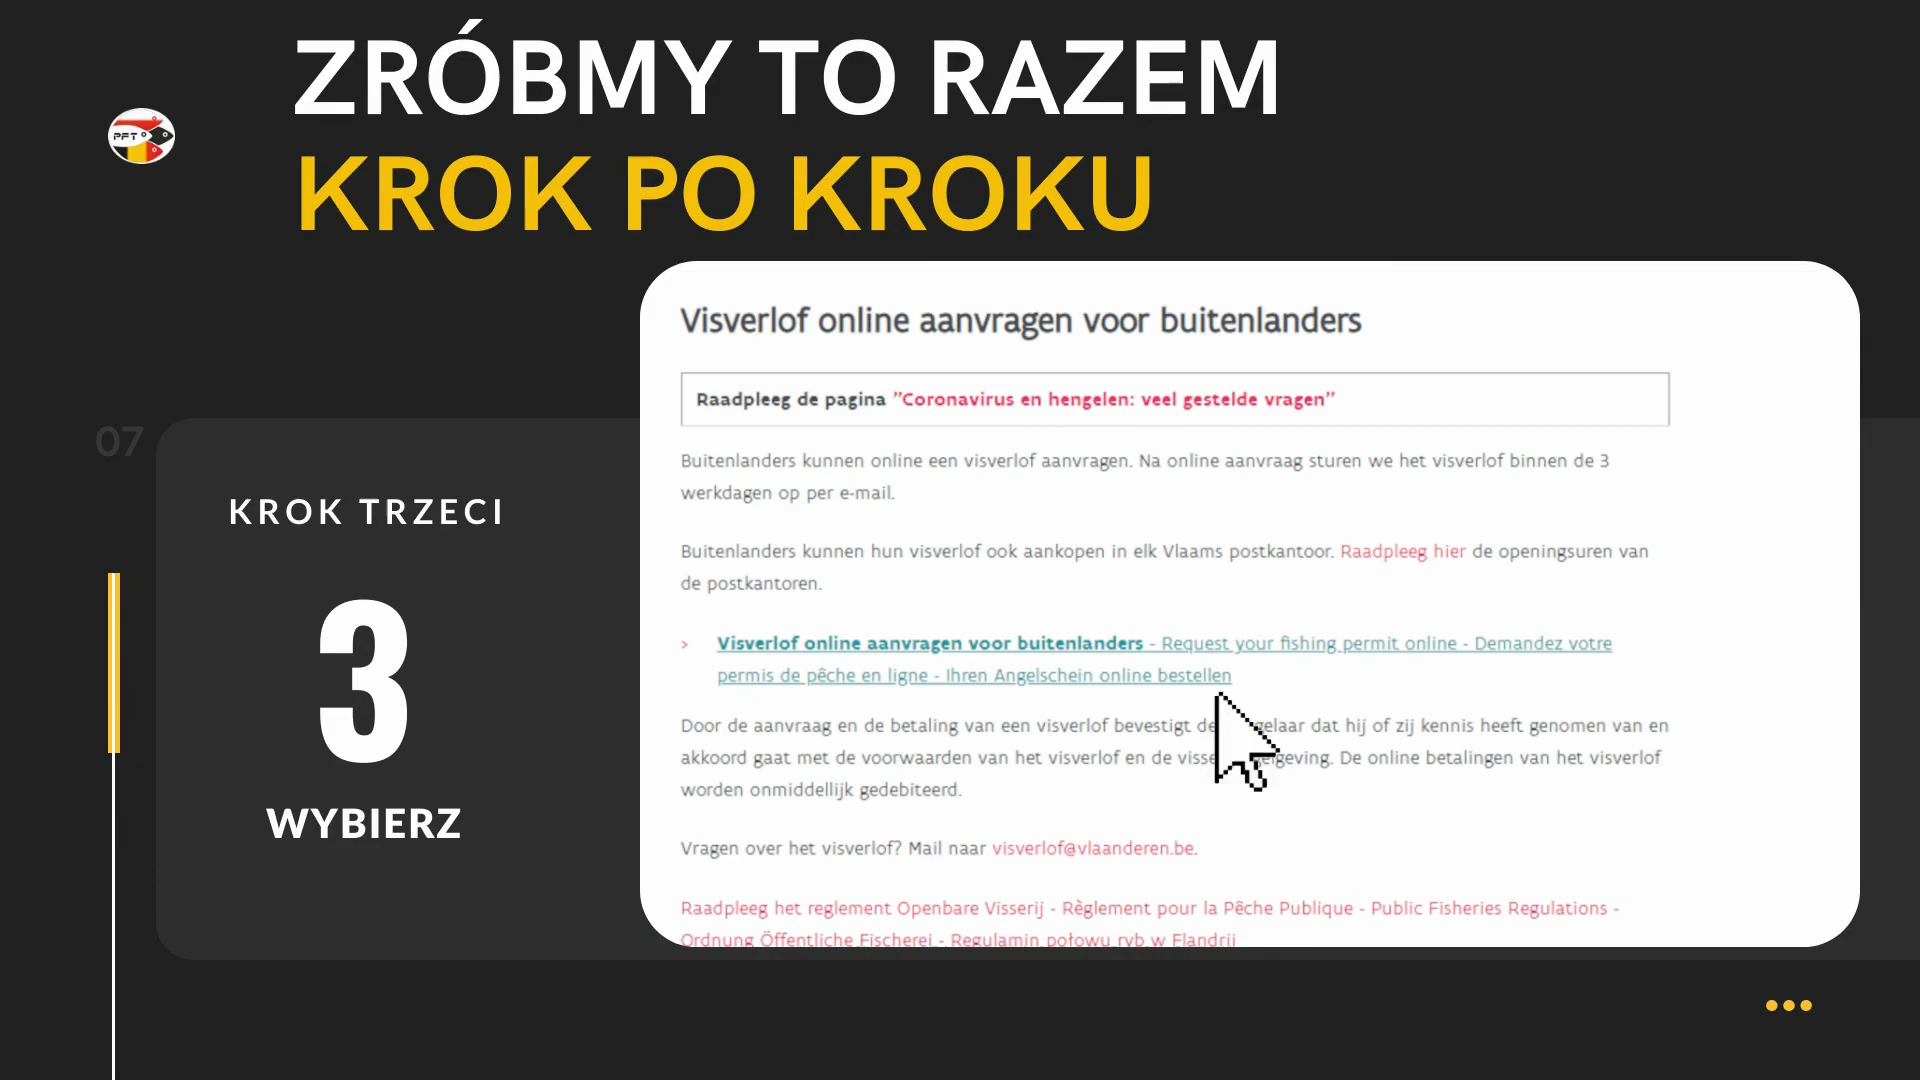 ZRÓBMY TO RAZEM
KROK PO KROKU
PFT
07
KROK TRZECI
3
WYBIERZ
Visverlof online aanvragen voor buitenlanders
Raadpleeg de pagina "Coronavirus en hengelen: veel gestelde vragen"
Buitenlanders kunnen online een visverlof aanvragen. Na online aanvraag sturen we het visverlof binnen de 3
werkdagen op per e-mail.
Buitenlanders kunnen hun visverlof ook aankopen in elk Vlaams postkantoor. Raadpleeg hier de openingsuren van
de postkantoren.
> Visverlof online aanvragen voor buitenlanders - Request your fishing permit online - Demandez votre
permis de pêche en ligne - Ihren Angelschein online bestellen
Door de aanvraag en de betaling van een visverlof bevestigt de gelaar dat hij of zij kennis heeft genomen van en
akkoord gaat met de voorwaarden van het visverlof en de visse geving. De online betalingen van het visverlof
worden onmiddellijk gedebiteerd.
Vragen over het visverlof? Mail naar visverlof@vlaanderen.be.
Raadpleeg het reglement Openbare Visserij - Règlement pour la Pêche Publique - Public Fisheries Regulations -
Ordnung Öffentliche Fischerei - Regulamin połowu ryb w Flandrii